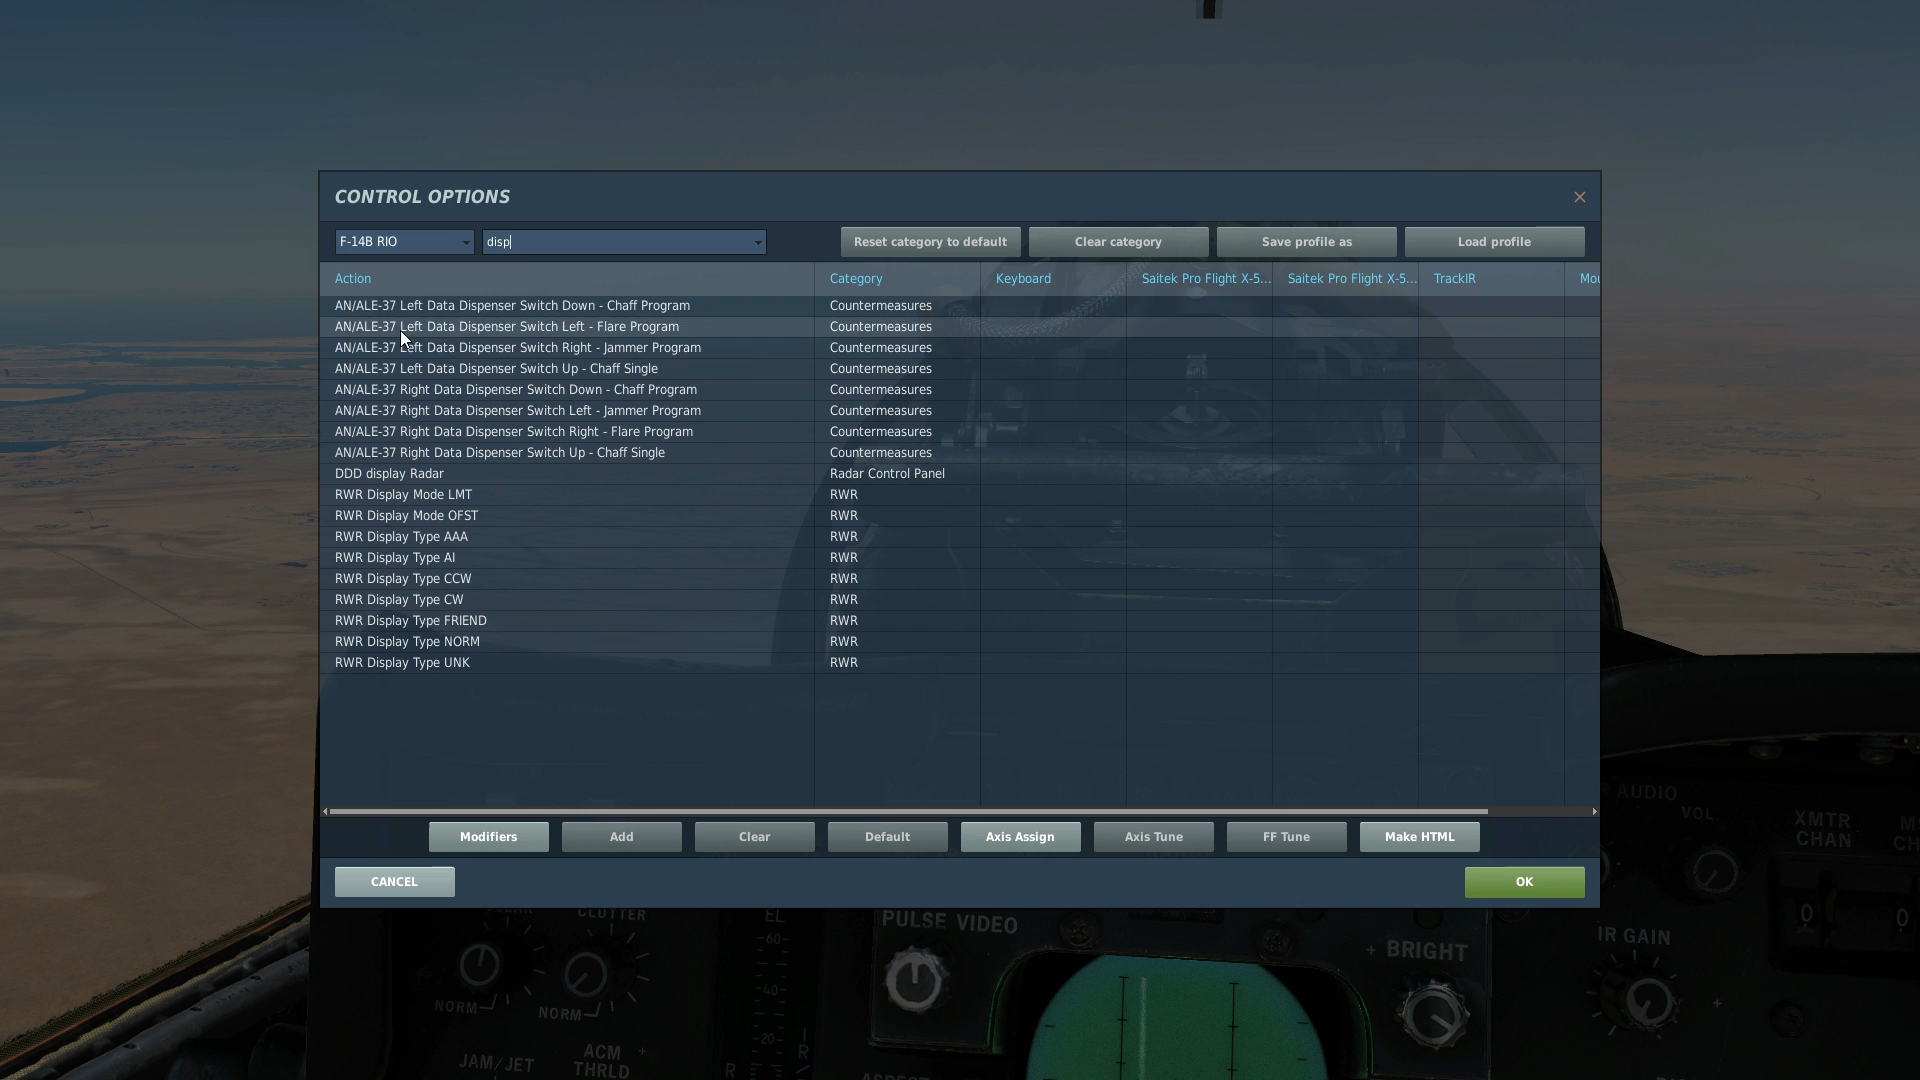 CONTROL OPTIONS
F-14B RIO
disp
Reset category to default
Clear category
Save profile as
Load profile
Action Category Keyboard Saitek Pro Flight X-5... Saitek Pro Flight X-5... TrackIR
AN/ALE-37 Left Data Dispenser Switch Down - Chaff Program Countermeasures
AN/ALE-37 Left Data Dispenser Switch Left - Flare Program Countermeasures
AN/ALE-37 Left Data Dispenser Switch Right - Jammer Program Countermeasures
AN/ALE-37 Left Data Dispenser Switch Up - Chaff Single Countermeasures
AN/ALE-37 Right Data Dispenser Switch Down - Chaff Program Countermeasures
AN/ALE-37 Right Data Dispenser Switch Left - Jammer Program Countermeasures
AN/ALE-37 Right Data Dispenser Switch Right - Flare Program Countermeasures
AN/ALE-37 Right Data Dispenser Switch Up - Chaff Single Countermeasures
DDD display Radar Radar Control Panel
RWR Display Mode LMT RWR
RWR Display Mode OFST RWR
RWR Display Type AAA RWR
RWR Display Type AI RWR
RWR Display Type CCW RWR
RWR Display Type CW RWR
RWR Display Type FRIEND RWR
RWR Display Type NORM RWR
RWR Display Type UNK RWR
Modifiers
Add
Clear
Default
Axis Assign
Axis Tune
FF Tune
Make HTML
CANCEL
OK
AUDIO
VOL.
XMTR
CHAN
CLUTTER
EL
PULSE VIDEO
+ BRIGHT
IR GAIN
0 0
-60-
-40-
-20-
NORM
NORM
+
JAM/JET
ACM
THRLD
+